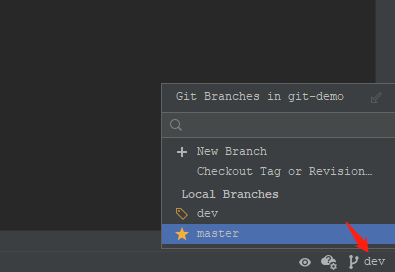 Git Branches in git-demo
New Branch
Checkout Tag or Revision...
Local Branches
dev
master
dev